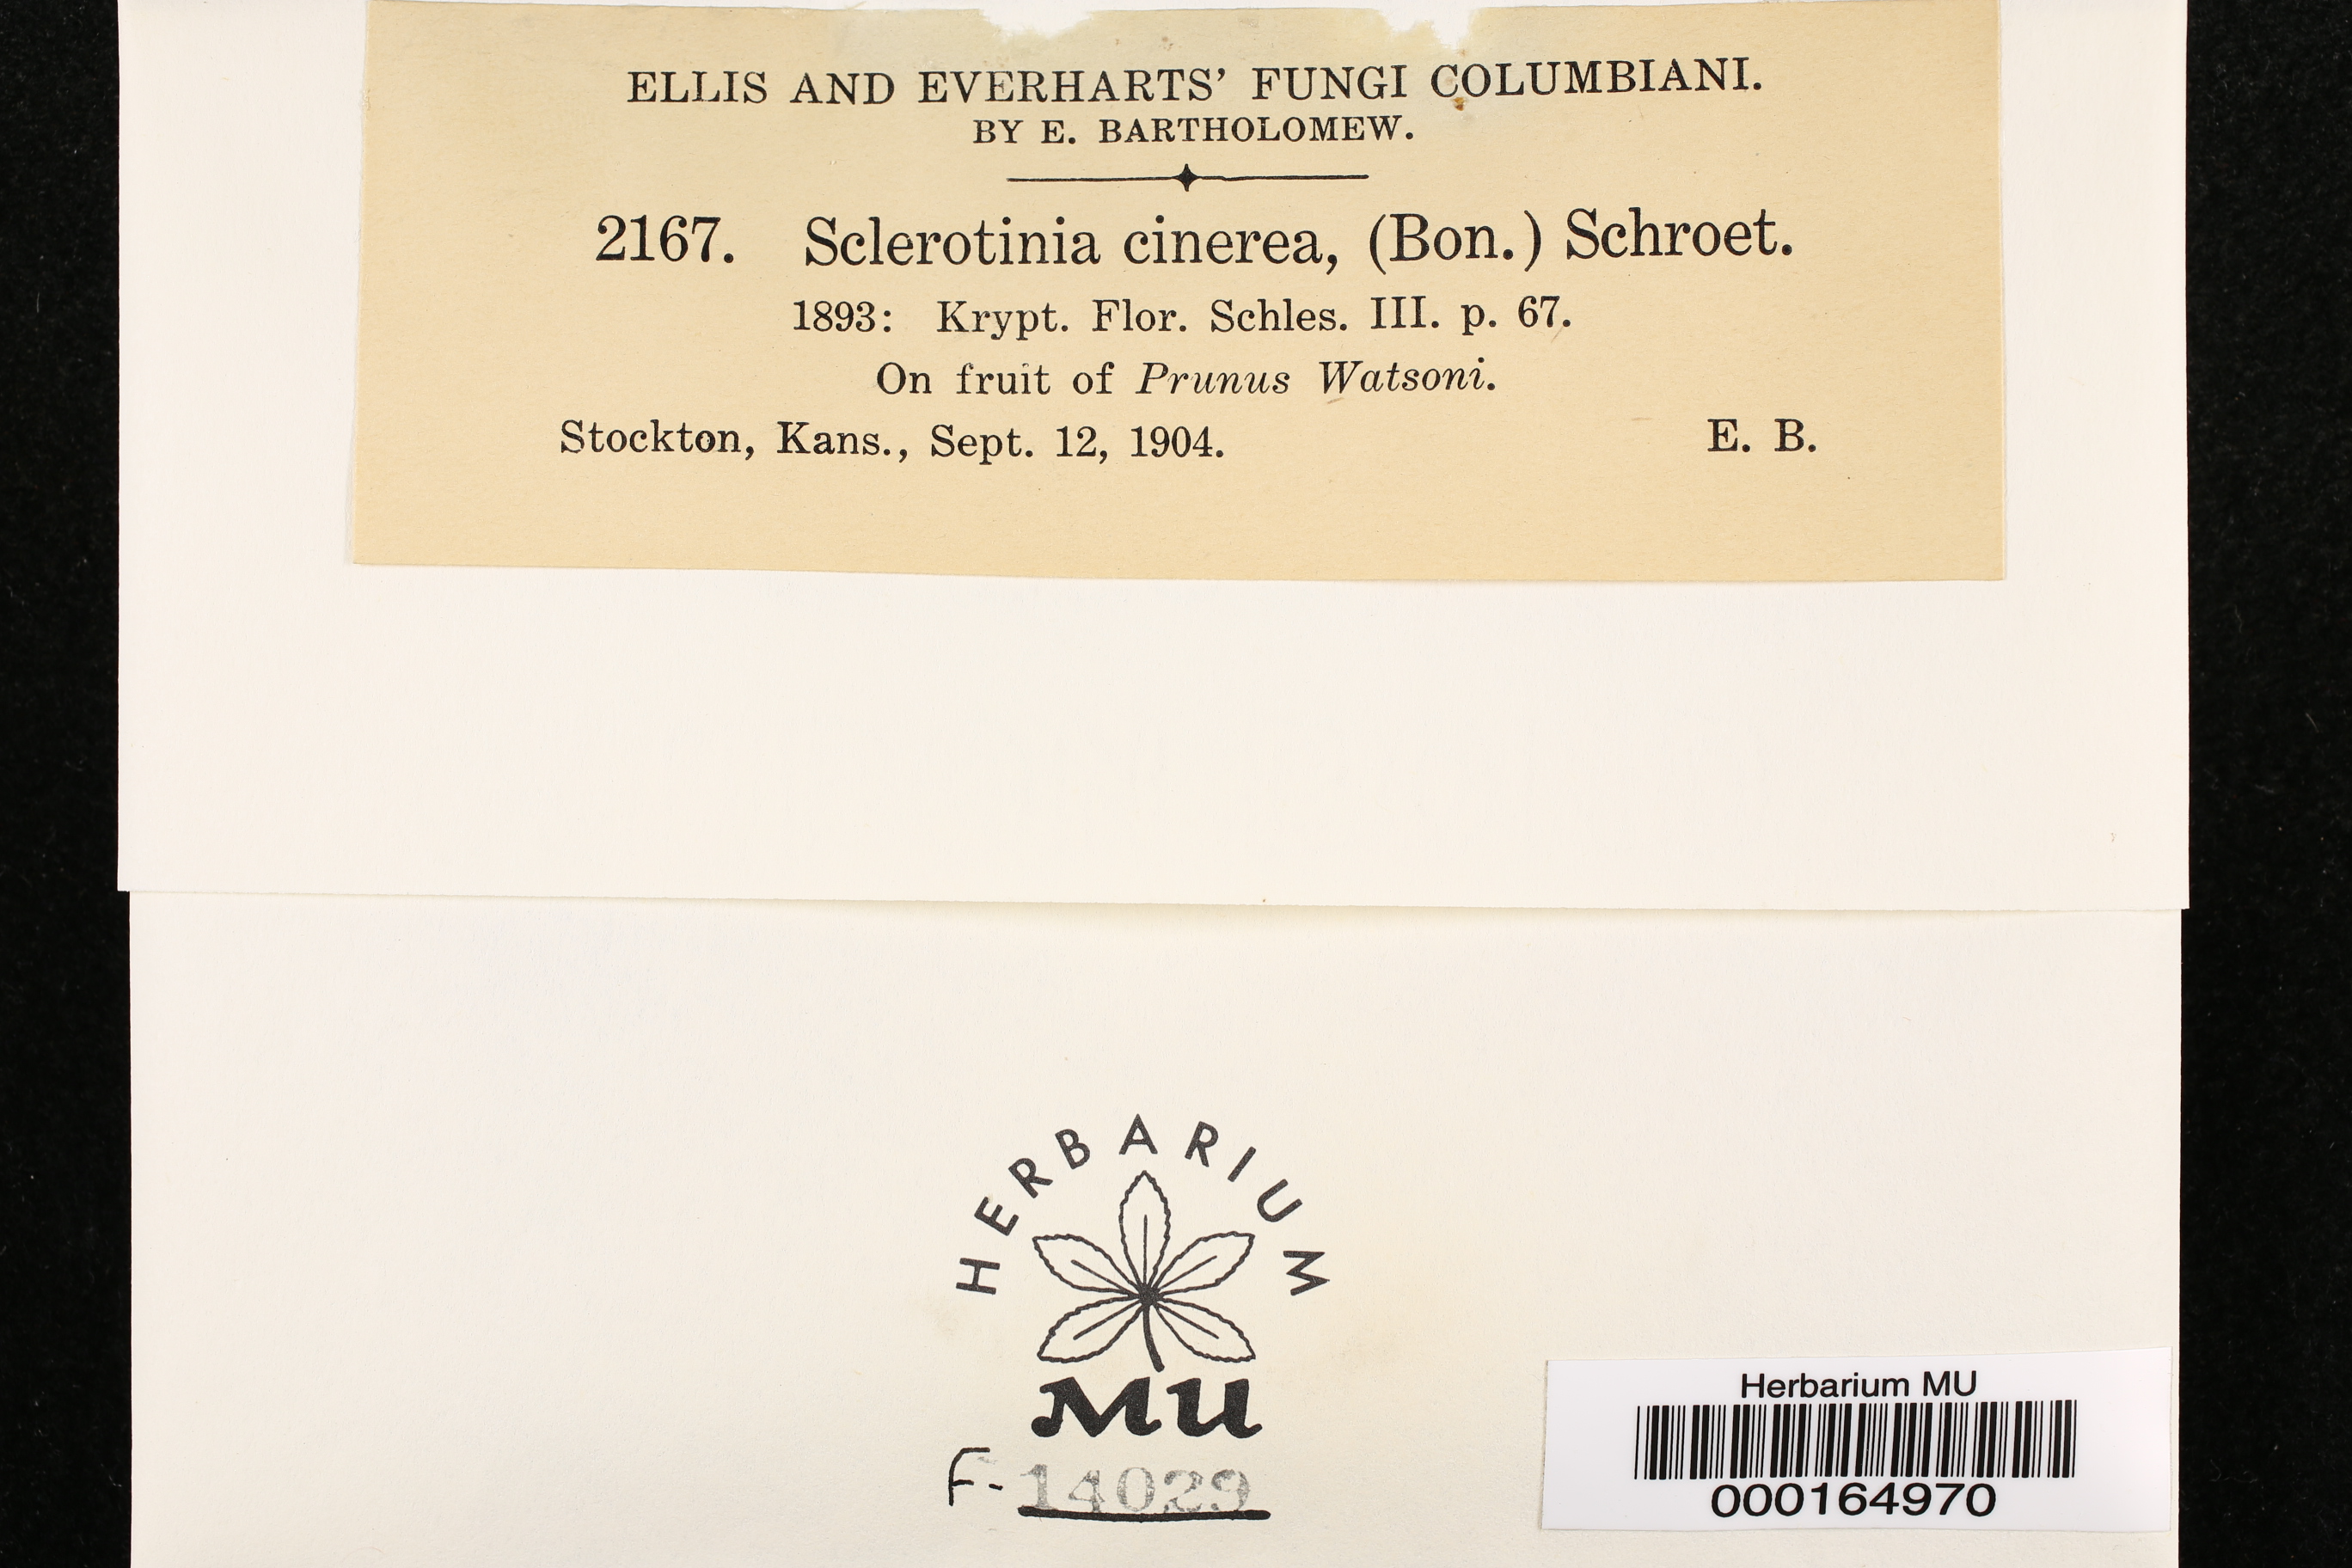 ELLIS AND EVERHARTS' FUNGI COLUMBIANI.
BY E. BARTHOLOMEW.
2167. Sclerotinia cinerea, (Bon.) Schroet.
1893: Krypt. Flor. Schles. III. p. 67.
On fruit of Prunus Watsoni.
Stockton, Kans., Sept. 12, 1904. E. B.
HERBARIUM
MU
F-14029
Herbarium MU
000164970